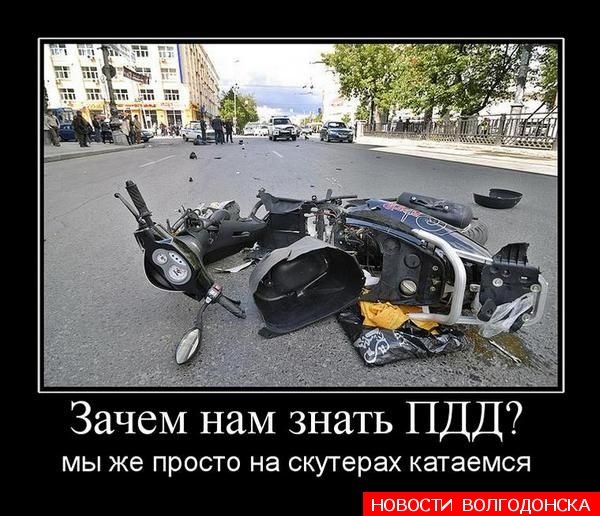 Зачем нам знать ПДД?
мы же просто на скутерах катаемся
НОВОСТИ ВОЛГОДОНСКА